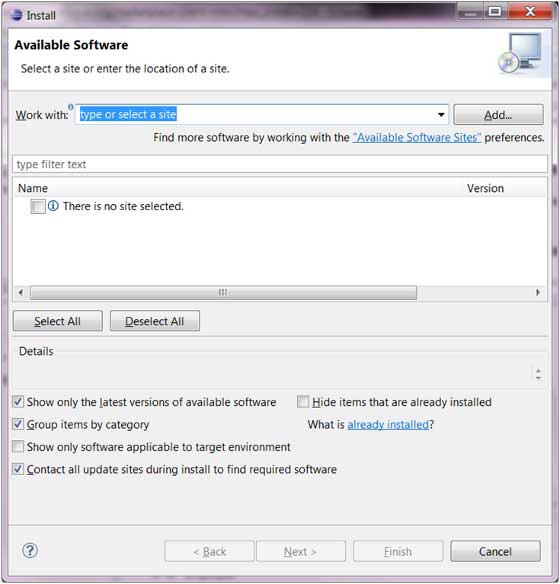 Install
Available Software
Select a site or enter the location of a site.
Work with: type or select a site Add...
Find more software by working with the "Available Software Sites" preferences.
type filter text
Name Version
There is no site selected.
Select All Deselect All
Details
Show only the latest versions of available software Hide items that are already installed
Group items by category What is already installed?
Show only software applicable to target environment
Contact all update sites during install to find required software
? < Back Next > Finish Cancel